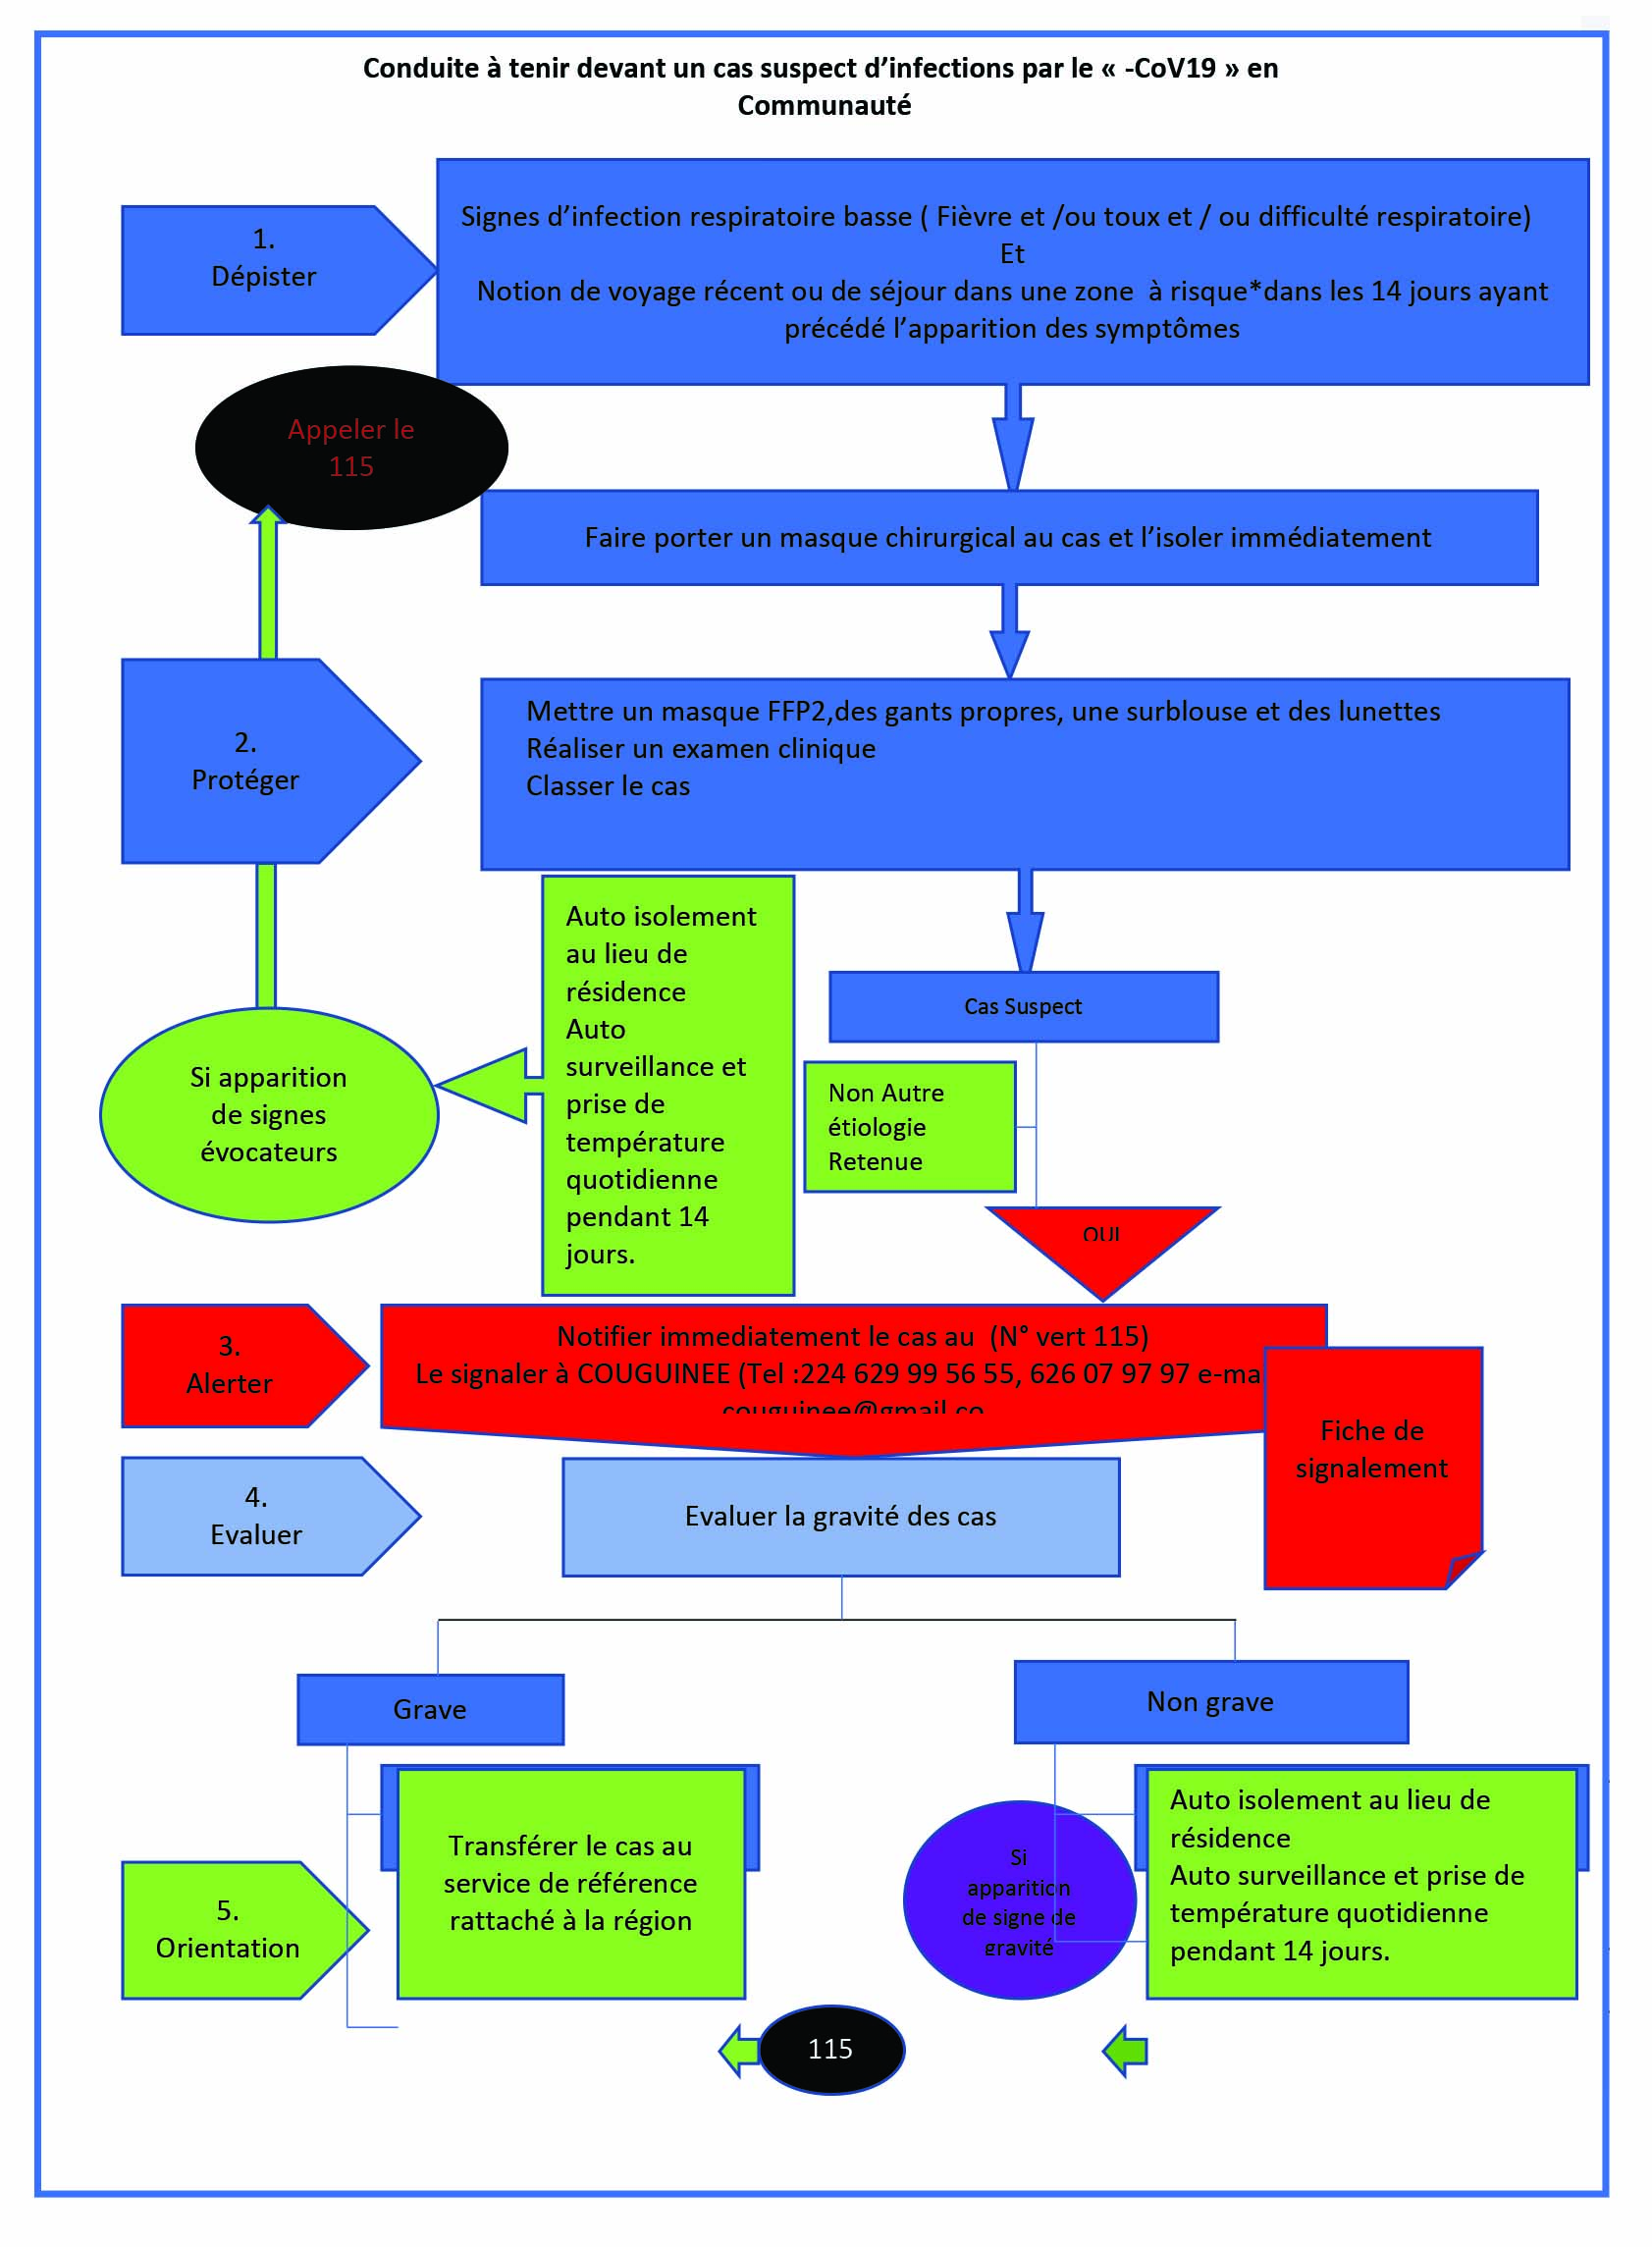 Conduite à tenir devant un cas suspect d’infections par le « -CoV19 » en
Communauté
1.
Dépister
Signes d’infection respiratoire basse ( Fièvre et /ou toux et / ou difficulté respiratoire)
Et
Notion de voyage récent ou de séjour dans une zone à risque*dans les 14 jours ayant
précédé l’apparition des symptômes
Appeler le
115
Faire porter un masque chirurgical au cas et l’isoler immédiatement
2.
Protéger
Mettre un masque FFP2,des gants propres, une surblouse et des lunettes
Réaliser un examen clinique
Classer le cas
Auto isolement
au lieu de
résidence
Auto
surveillance et
prise de
température
quotidienne
pendant 14
jours.
Cas Suspect
Si apparition
de signes
évocateurs
Non Autre
étiologie
Retenue
OUI
3.
Alerter
Notifier immediatement le cas au (N° vert 115)
Le signaler à COUGUINEE (Tel :224 629 99 56 55, 626 07 97 97 e-ma
couguinee@gmail.co
Fiche de
signalement
4.
Evaluer
Evaluer la gravité des cas
Grave
Non grave
Transférer le cas au
service de référence
rattaché à la région
Si
apparition
de signe de
gravité
Auto isolement au lieu de
résidence
Auto surveillance et prise de
température quotidienne
pendant 14 jours.
5.
Orientation
115